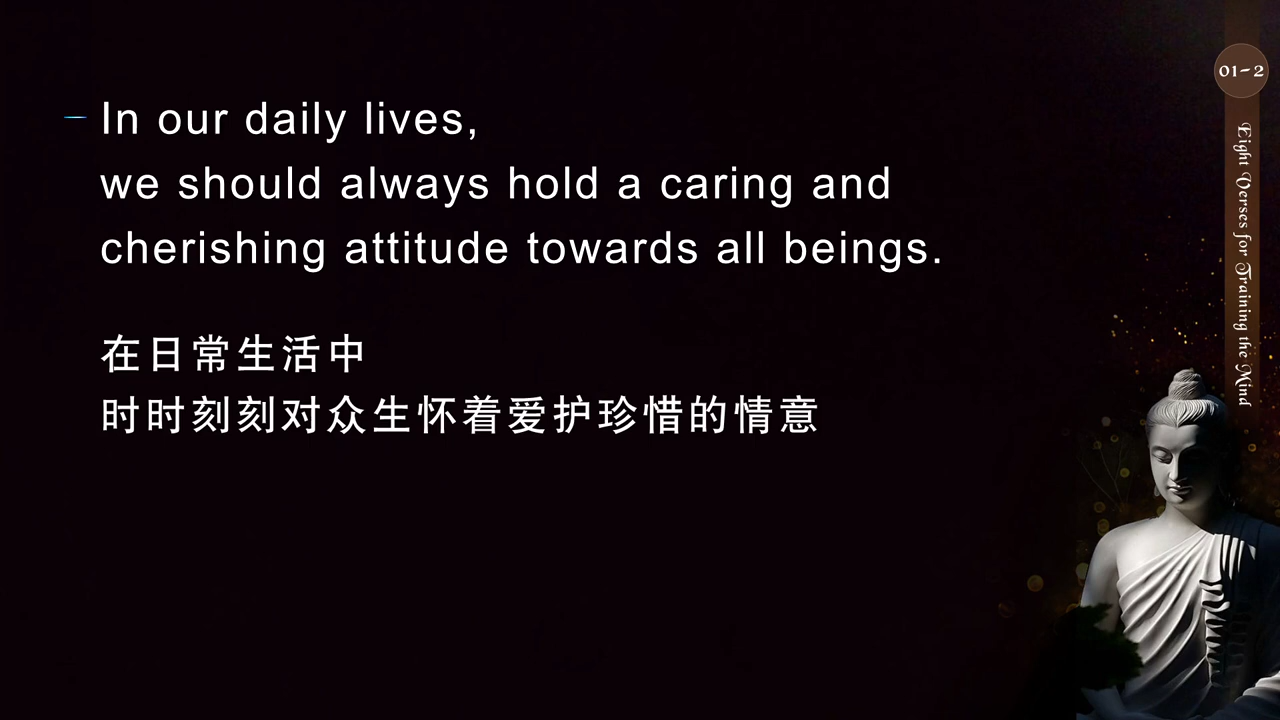 In our daily lives,
we should always hold a caring and
cherishing attitude towards all beings.
在日常生活中
时时刻刻对众生怀着爱护珍惜的情意
01-2
Eight Verses for Training the Mind